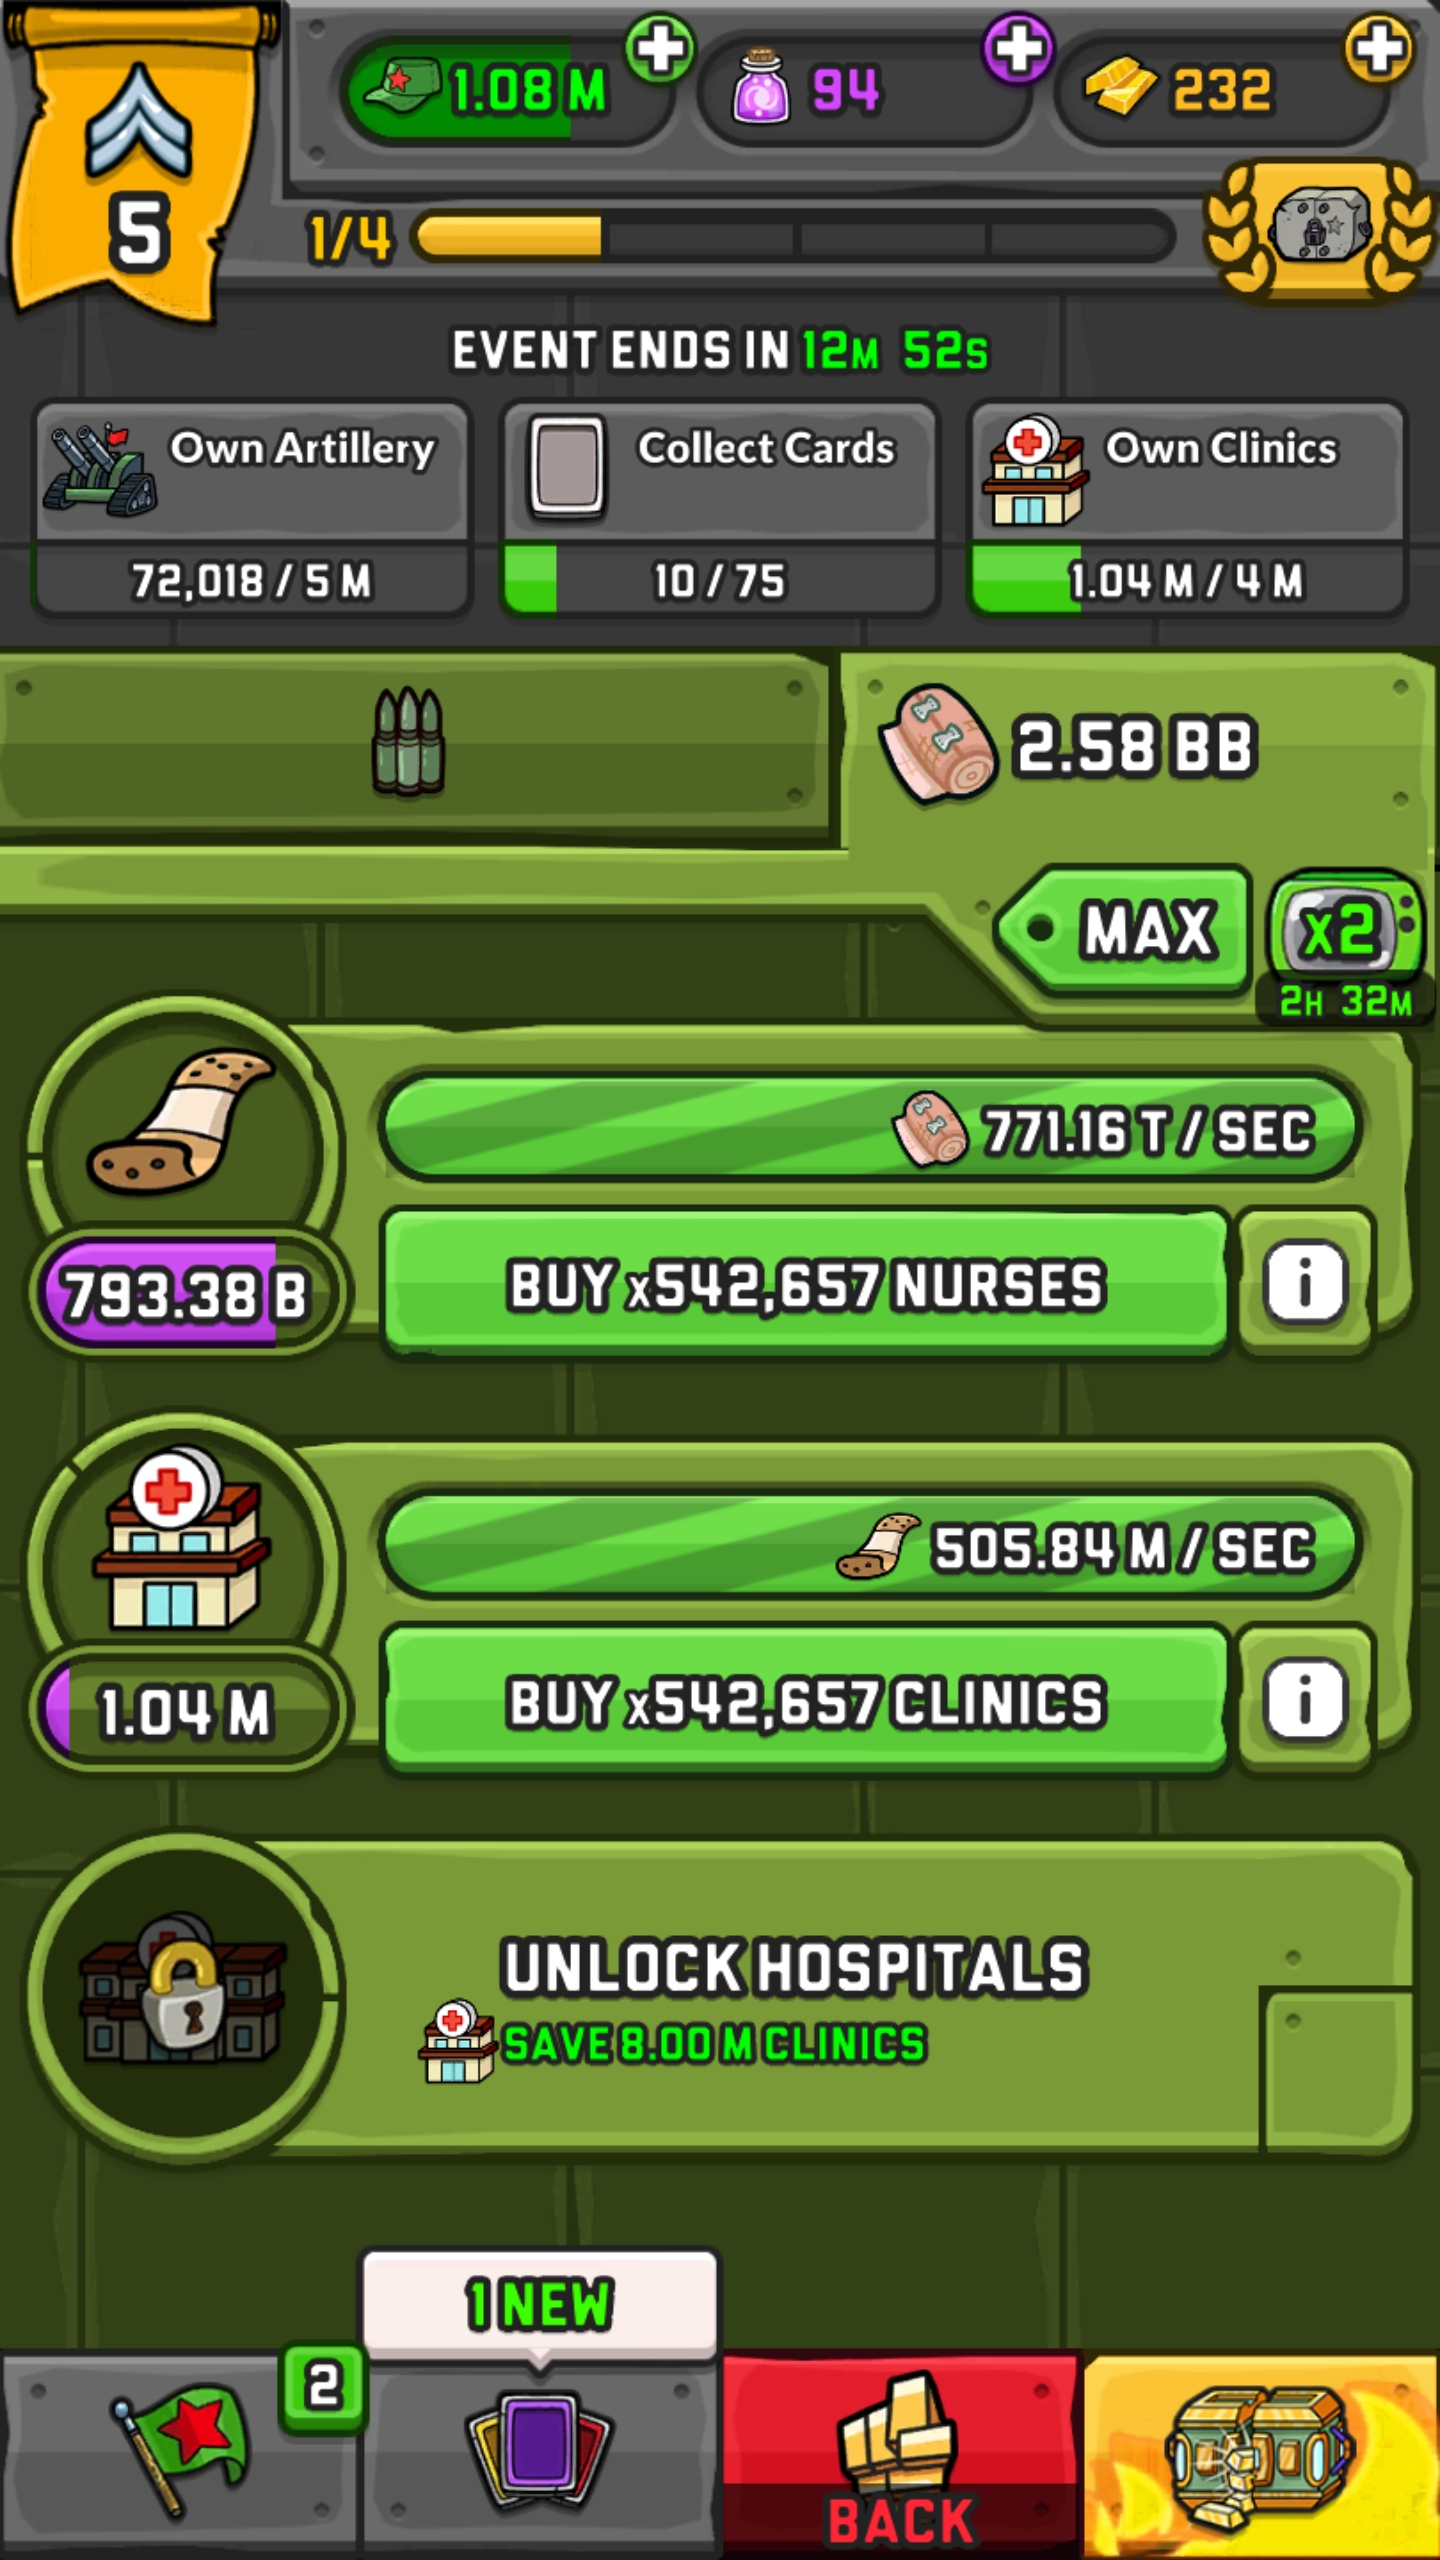 5
1.08 M
94
232
1/4
EVENT ENDS IN 12M 52S
Own Artillery
72,018 / 5 M
Collect Cards
10 / 75
Own Clinics
1.04 M / 4 M
2.58 BB
MAX
x2
2H 32M
771.16 T / SEC
793.38 B
BUY x542,657 NURSES
i
505.84 M / SEC
1.04 M
BUY x542,657 CLINICS
i
UNLOCK HOSPITALS
SAVE 8.00 M CLINICS
1 NEW
2
BACK